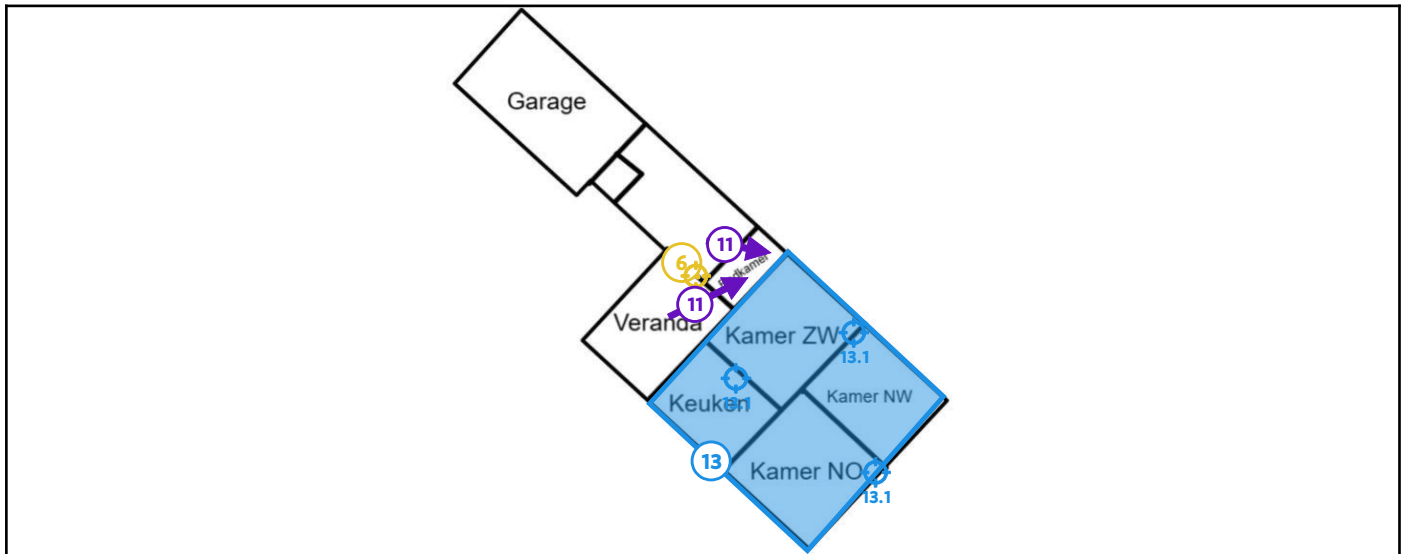 Garage
11
6
11
Veranda
Kamer ZW
13.1
13.1
Keuken
Kamer NW
13
Kamer NO
13.1